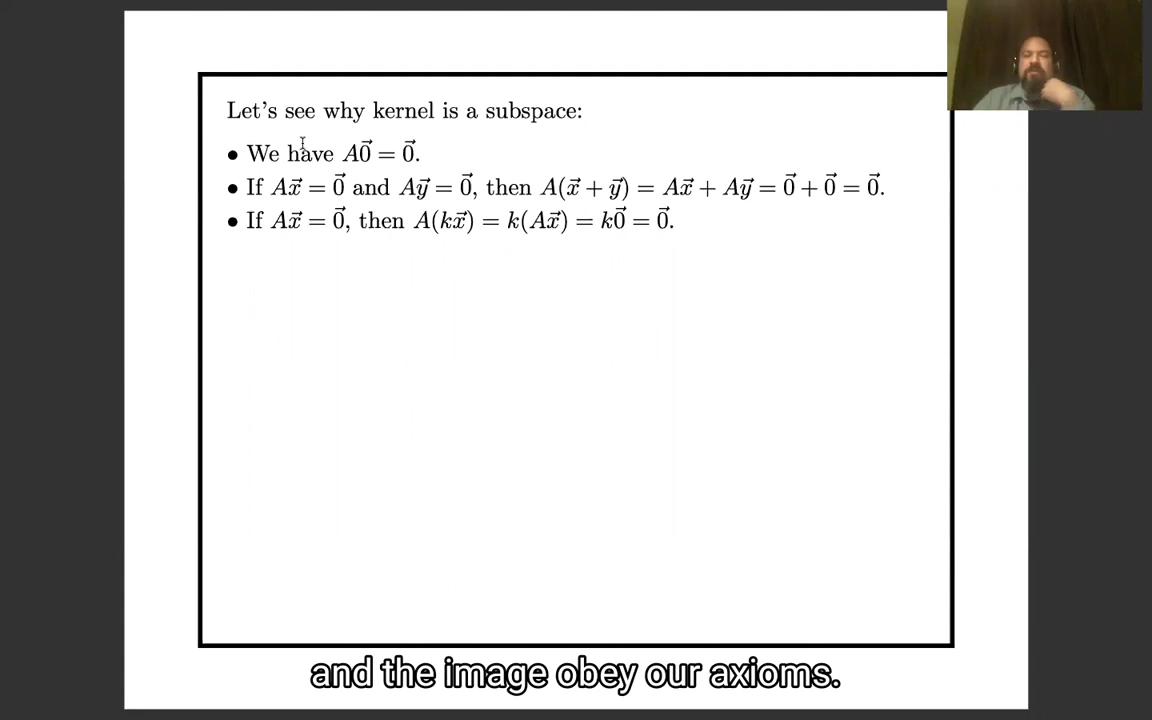 Let's see why kernel is a subspace:
• We have A0⃗ = 0⃗.
• If Ax⃗ = 0⃗ and Ay⃗ = 0⃗, then A(x⃗ + y⃗) = Ax⃗ + Ay⃗ = 0⃗ + 0⃗ = 0⃗.
• If Ax⃗ = 0⃗, then A(kx⃗) = k(Ax⃗) = k0⃗ = 0⃗.
and the image obey our axioms.